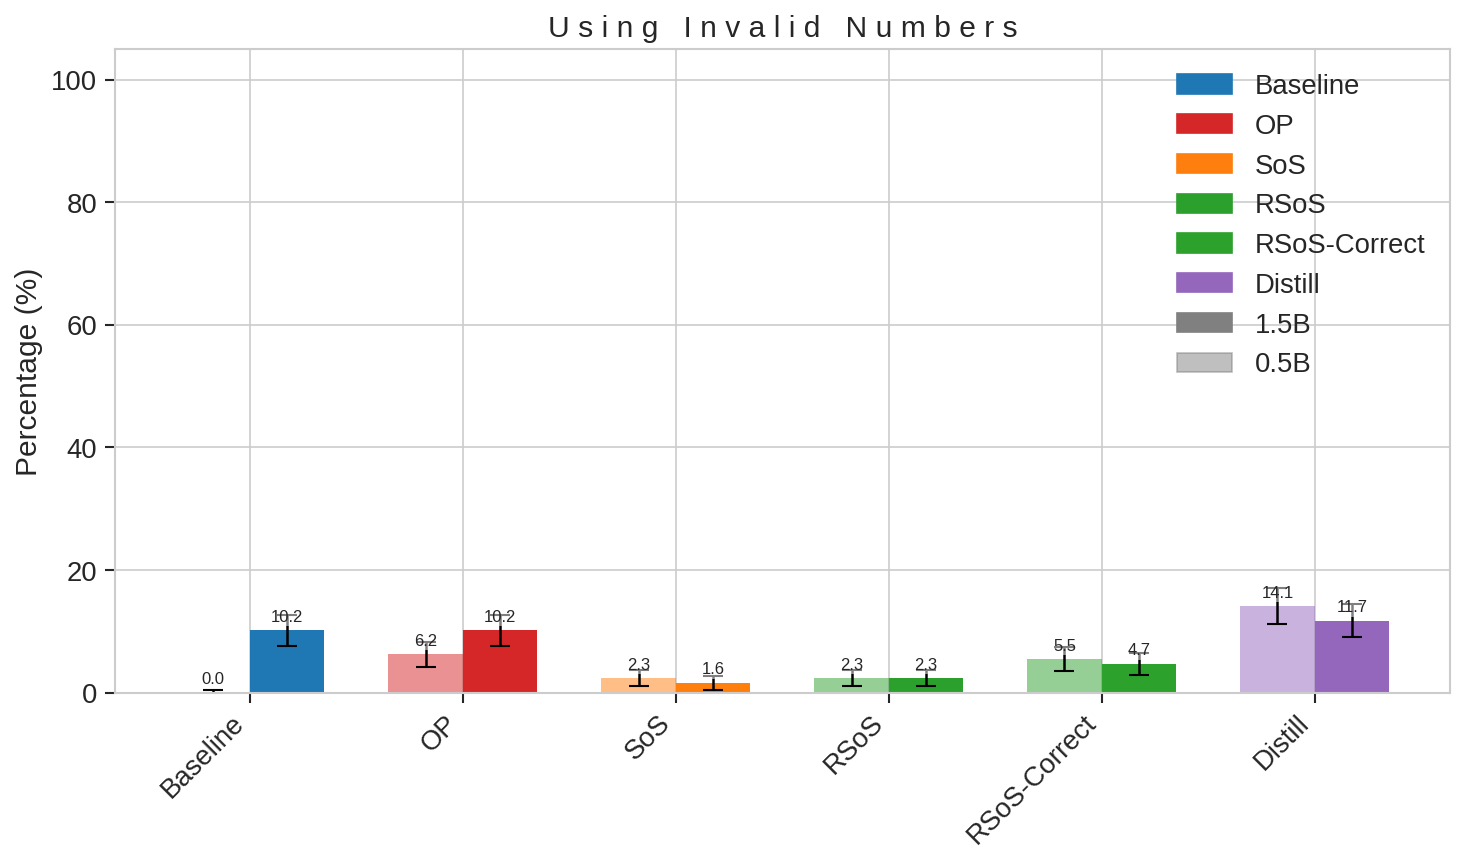 Using Invalid Numbers
Percentage (%)
100
80
60
40
20
0
Baseline
OP
SoS
RSoS
RSoS-Correct
Distill
1.5B
0.5B
0.0
10.2
6.2
10.2
2.3
1.6
2.3
2.3
5.5
4.7
14.1
11.7
Baseline
OP
SoS
RSoS
RSoS-Correct
Distill